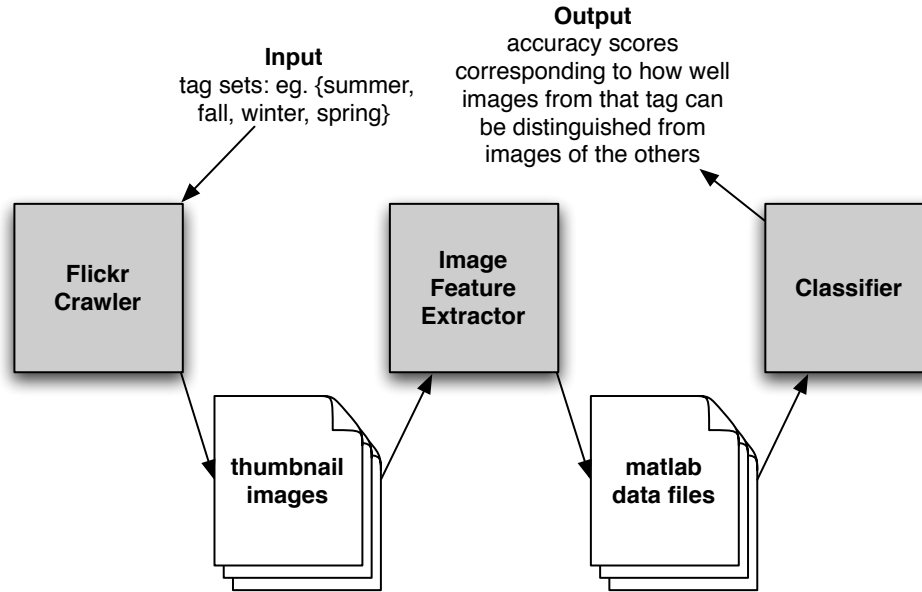 Input
tag sets: eg. {summer,
fall, winter, spring}
Output
accuracy scores
corresponding to how well
images from that tag can
be distinguished from
images of the others
Flickr
Crawler
Image
Feature
Extractor
Classifier
thumbnail
images
matlab
data files